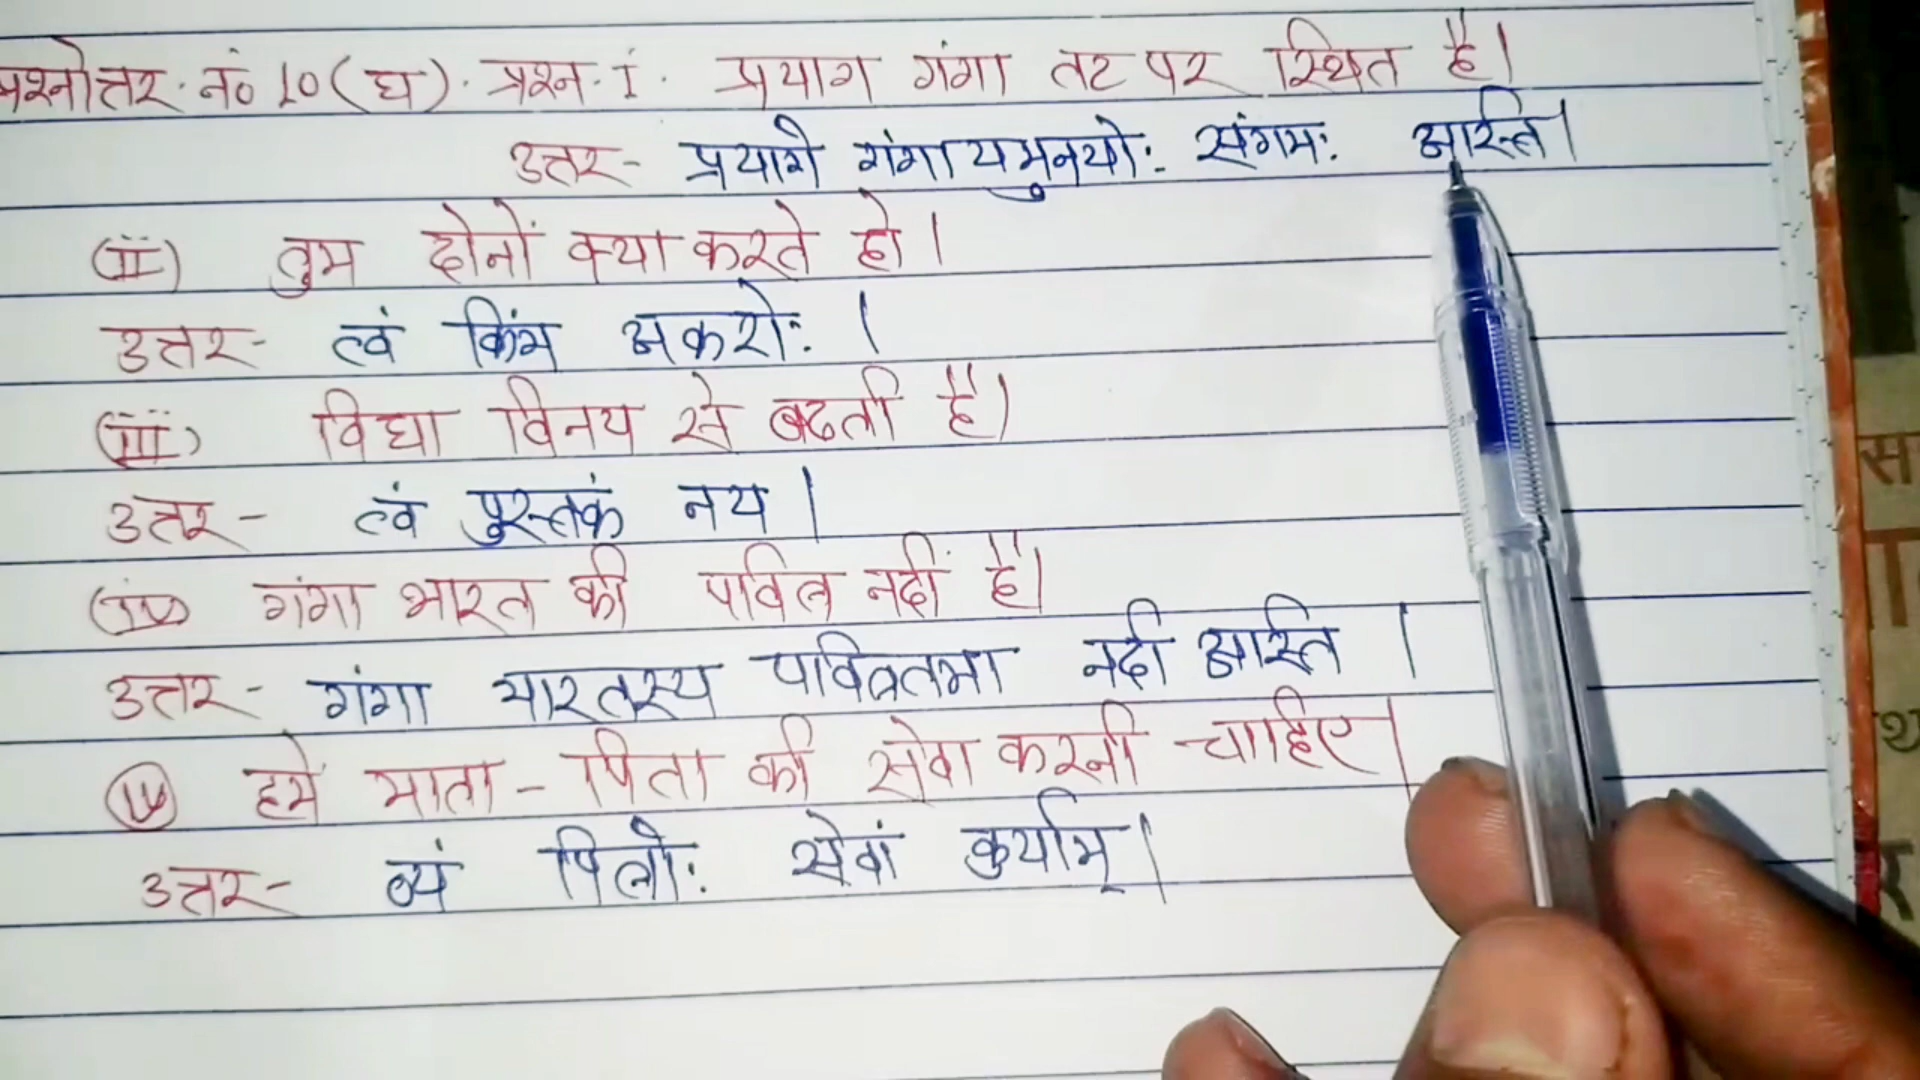 प्रश्नोत्तर. नं० 10 (घ). प्रश्न. I. प्रयाग गंगा तट पर स्थित है।
उत्तर- प्रयागे गंगायमुनयोः संगमः अस्ति।
(ii) तुम दोनों क्या करते हो।
उत्तर- त्वं किंम अकरोः ।
(iii) विद्या विनय से बढती है।
उत्तर- त्वं पुस्तकं नय।
(iv) गंगा भारत की पवित्र नदी है।
उत्तर- गंगा भारतस्य पवित्रतमा नदी अस्ति ।
(iv) हमें माता-पिता की सेवा करनी चाहिए।
उत्तर- व्यं पित्रोः सेवां कुर्याम्।
स
थ
र